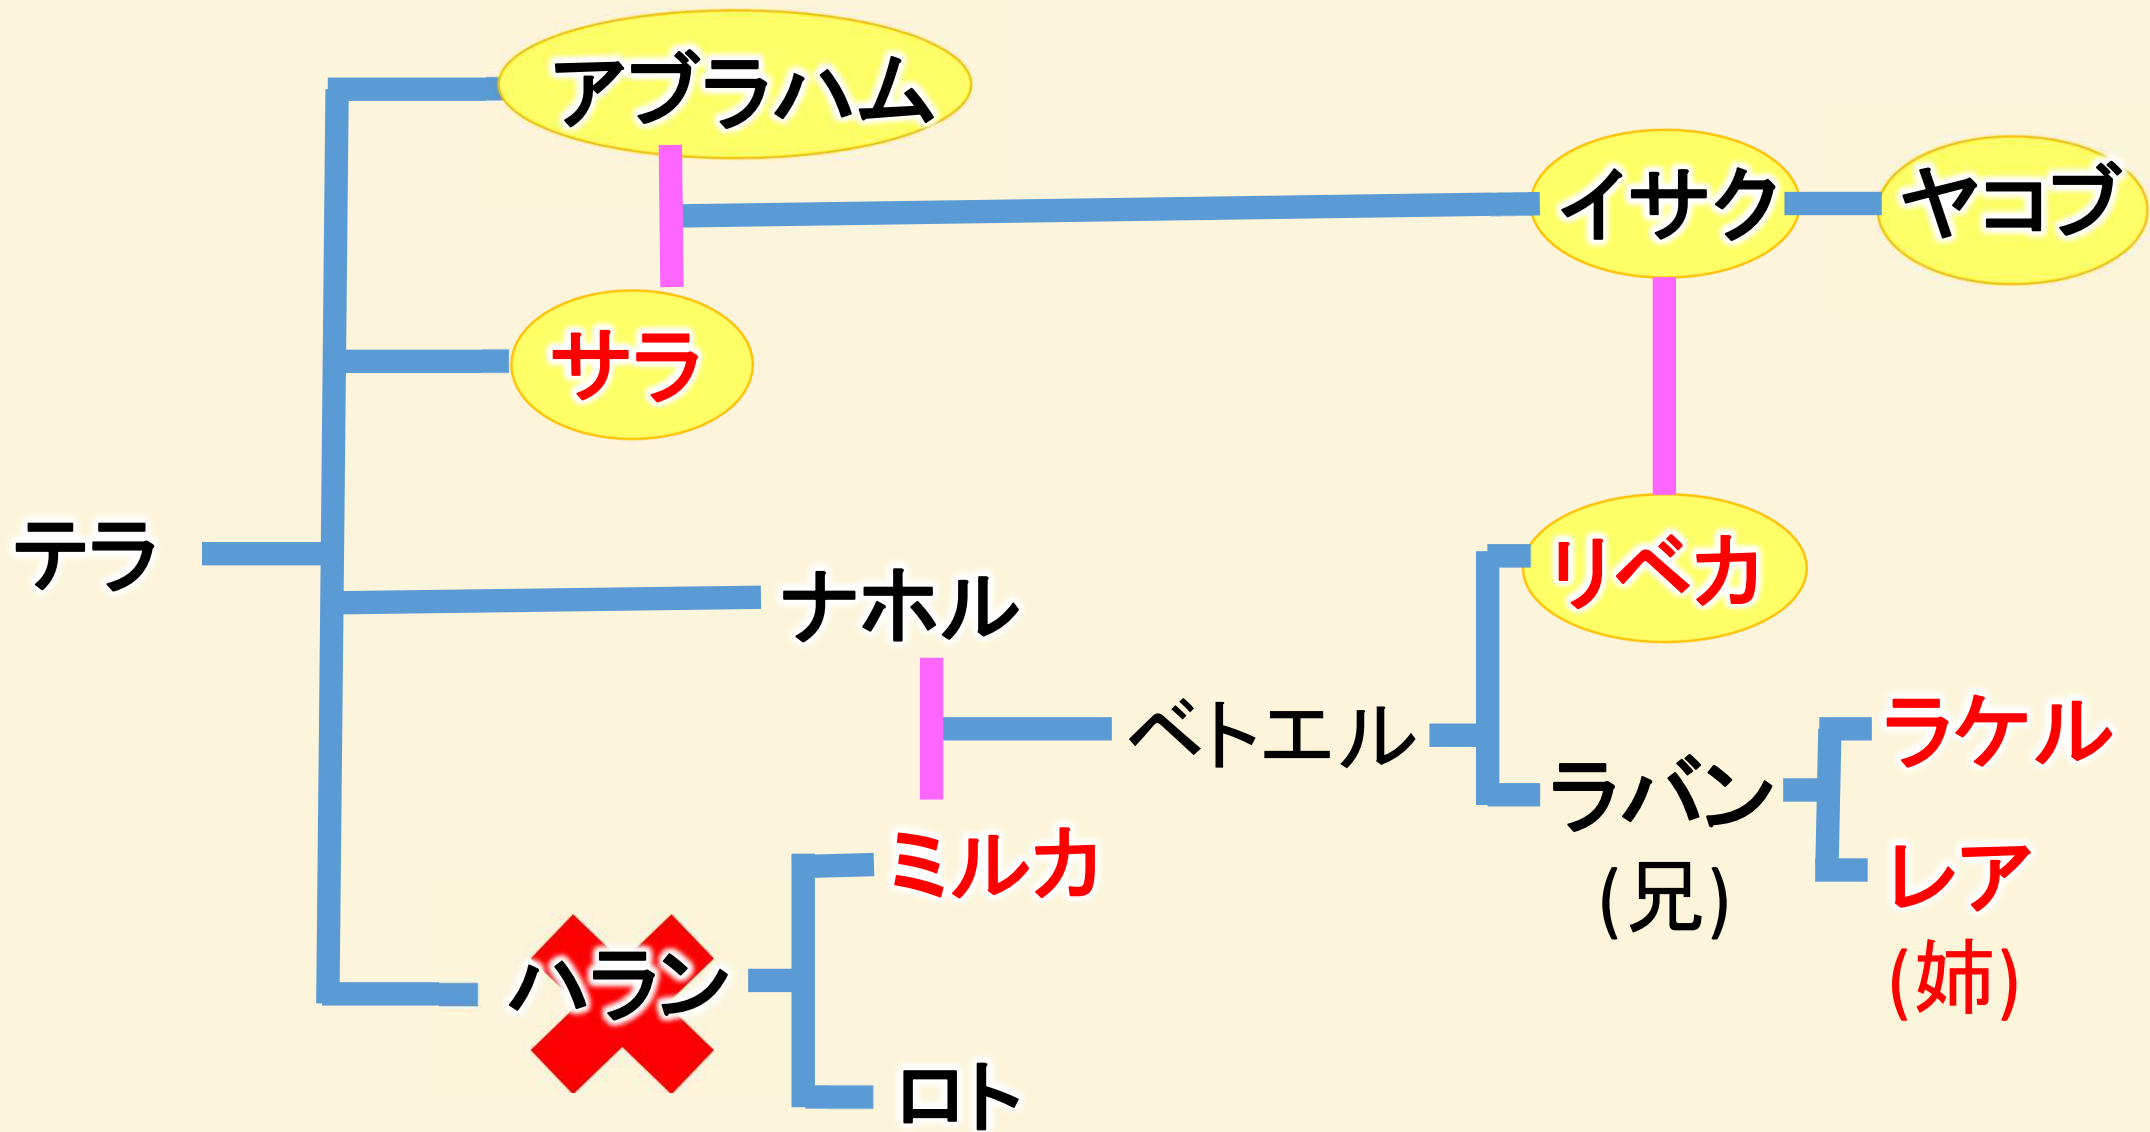 アブラハム
イサク
ヤコブ
サラ
テラ
ナホル
リベカ
ベトエル
ラケル
ラバン
(兄)
ミルカ
レア
(姉)
ハラン
ロト